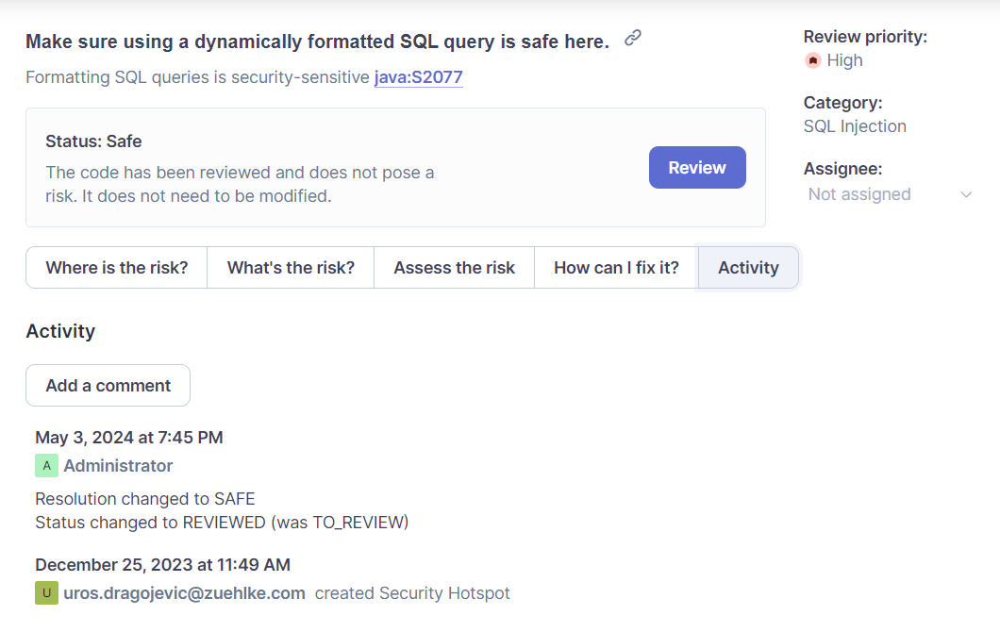 Make sure using a dynamically formatted SQL query is safe here.
Formatting SQL queries is security-sensitive java:S2077
Status: Safe
The code has been reviewed and does not pose a
risk. It does not need to be modified.
Review
Where is the risk?
What's the risk?
Assess the risk
How can I fix it?
Activity
Activity
Add a comment
May 3, 2024 at 7:45 PM
A Administrator
Resolution changed to SAFE
Status changed to REVIEWED (was TO_REVIEW)
December 25, 2023 at 11:49 AM
U uros.dragojevic@zuehlke.com created Security Hotspot
Review priority:
High
Category:
SQL Injection
Assignee:
Not assigned